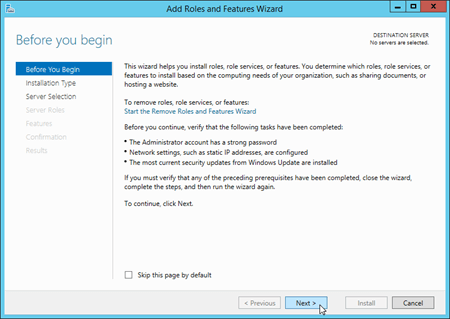 Add Roles and Features Wizard
Before you begin
DESTINATION SERVER
No servers are selected.
Before You Begin
Installation Type
Server Selection
Server Roles
Features
Confirmation
Results
This wizard helps you install roles, role services, or features. You determine which roles, role services, or
features to install based on the computing needs of your organization, such as sharing documents, or
hosting a website.
To remove roles, role services, or features:
Start the Remove Roles and Features Wizard
Before you continue, verify that the following tasks have been completed:
• The Administrator account has a strong password
• Network settings, such as static IP addresses, are configured
• The most current security updates from Windows Update are installed
If you must verify that any of the preceding prerequisites have been completed, close the wizard,
complete the steps, and then run the wizard again.
To continue, click Next.
Skip this page by default
< Previous
Next >
Install
Cancel